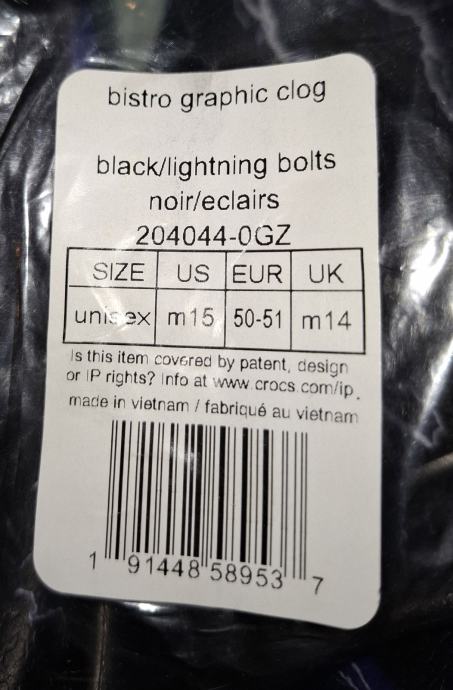 bistro graphic clog
black/lightning bolts
noir/eclairs
204044-0GZ
SIZE US EUR UK
unisex m15 50-51 m14
Is this item covered by patent, design
or IP rights? Info at www.crocs.com/ip.
made in vietnam / fabriqué au vietnam
1 91448 58953 7